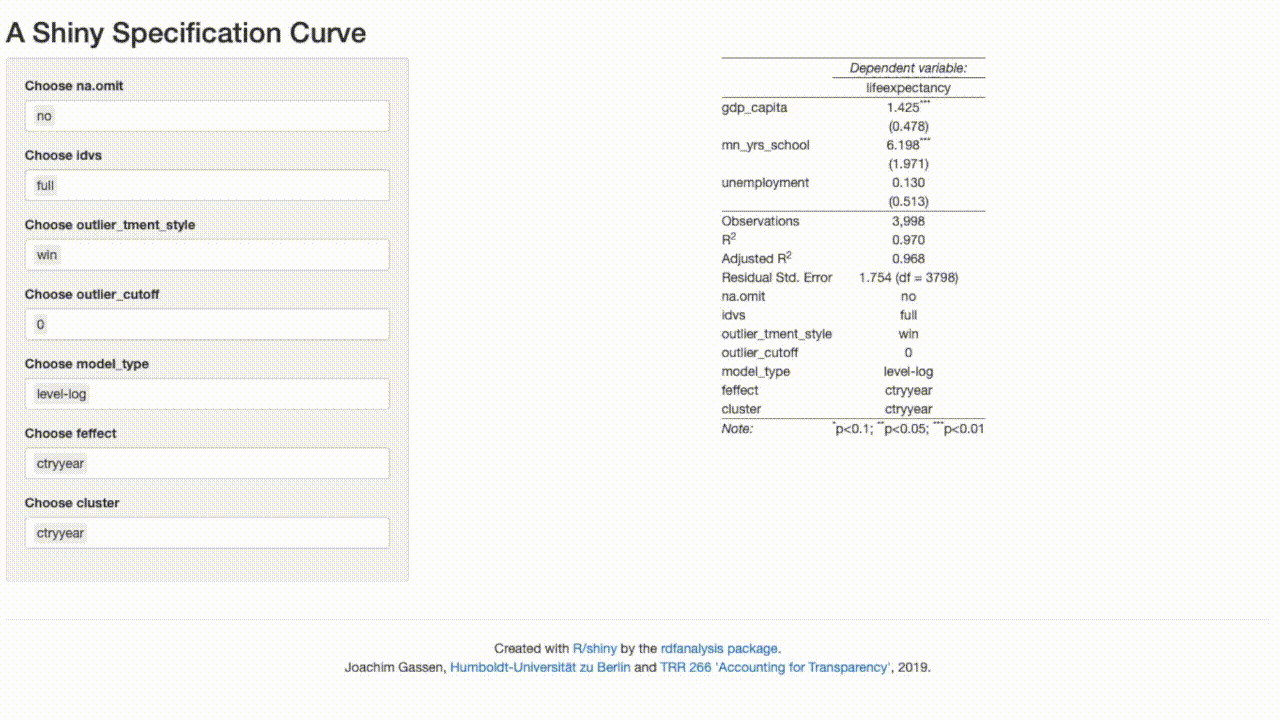 A Shiny Specification Curve
Choose na.omit
no
Choose idvs
full
Choose outlier_tment_style
win
Choose outlier_cutoff
0
Choose model_type
level-log
Choose feffect
ctryyear
Choose cluster
ctryyear
Dependent variable:
lifeexpectancy
gdp_capita 1.425***
(0.478)
mn_yrs_school 6.198***
(1.971)
unemployment 0.130
(0.513)
Observations 3,998
R2 0.970
Adjusted R2 0.968
Residual Std. Error 1.754 (df = 3798)
na.omit no
idvs full
outlier_tment_style win
outlier_cutoff 0
model_type level-log
feffect ctryyear
cluster ctryyear
Note: *p<0.1; **p<0.05; ***p<0.01
Created with R/shiny by the rdfanalysis package.
Joachim Gassen, Humboldt-Universität zu Berlin and TRR 266 'Accounting for Transparency', 2019.